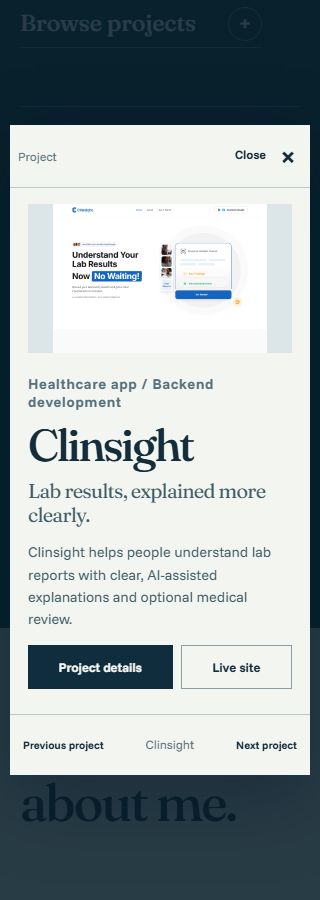 Browse projects
+
Project
Close ×
Clinsight
Understand Your
Lab Results
Now No Waiting!
Healthcare app / Backend
development
Clinsight
Lab results, explained more
clearly.
Clinsight helps people understand lab
reports with clear, AI-assisted
explanations and optional medical
review.
Project details
Live site
Previous project
Clinsight
Next project
about me.